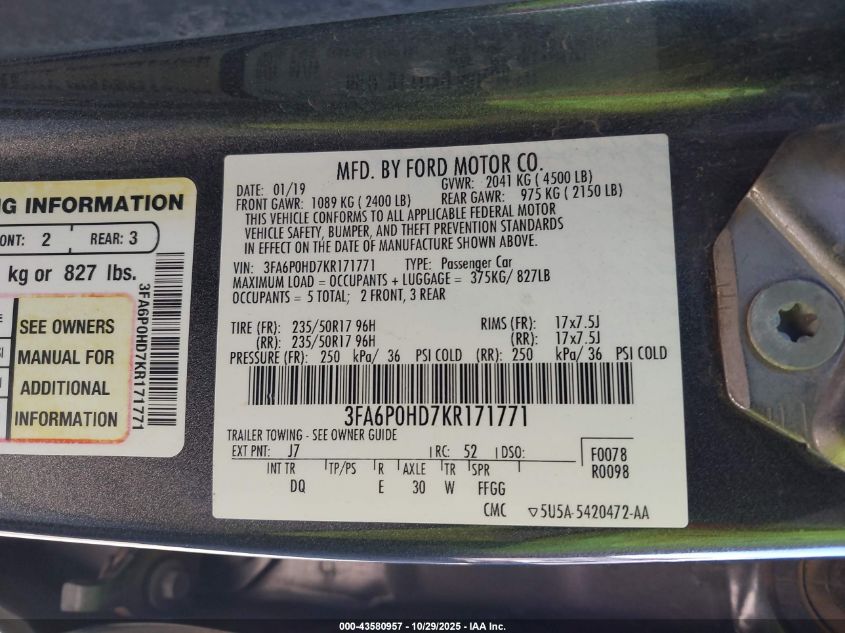 NG INFORMATION
ONT: 2 REAR: 3
kg or 827 lbs.
SEE OWNERS
MANUAL FOR
ADDITIONAL
INFORMATION
3FA6P0HD7KR171771
MFD. BY FORD MOTOR CO.
DATE: 01/19 GVWR: 2041 KG ( 4500 LB)
FRONT GAWR: 1089 KG ( 2400 LB) REAR GAWR: 975 KG ( 2150 LB)
THIS VEHICLE CONFORMS TO ALL APPLICABLE FEDERAL MOTOR
VEHICLE SAFETY, BUMPER, AND THEFT PREVENTION STANDARDS
IN EFFECT ON THE DATE OF MANUFACTURE SHOWN ABOVE.
VIN: 3FA6P0HD7KR171771 TYPE: Passenger Car
MAXIMUM LOAD = OCCUPANTS + LUGGAGE = 375KG/ 827LB
OCCUPANTS = 5 TOTAL; 2 FRONT, 3 REAR
TIRE (FR): 235/50R17 96H RIMS (FR): 17x7.5J
(RR): 235/50R17 96H (RR): 17x7.5J
PRESSURE (FR): 250 kPa/ 36 PSI COLD (RR): 250 kPa/ 36 PSI COLD
3FA6P0HD7KR171771
TRAILER TOWING - SEE OWNER GUIDE
EXT PNT: J7 RC: 52 DSO: F0078
INT TR TP/PS R AXLE TR SPR R0098
DQ E 30 W FFGG
CMC ▽5U5A-5420472-AA
000-43580957 - 10/29/2025 - IAA Inc.